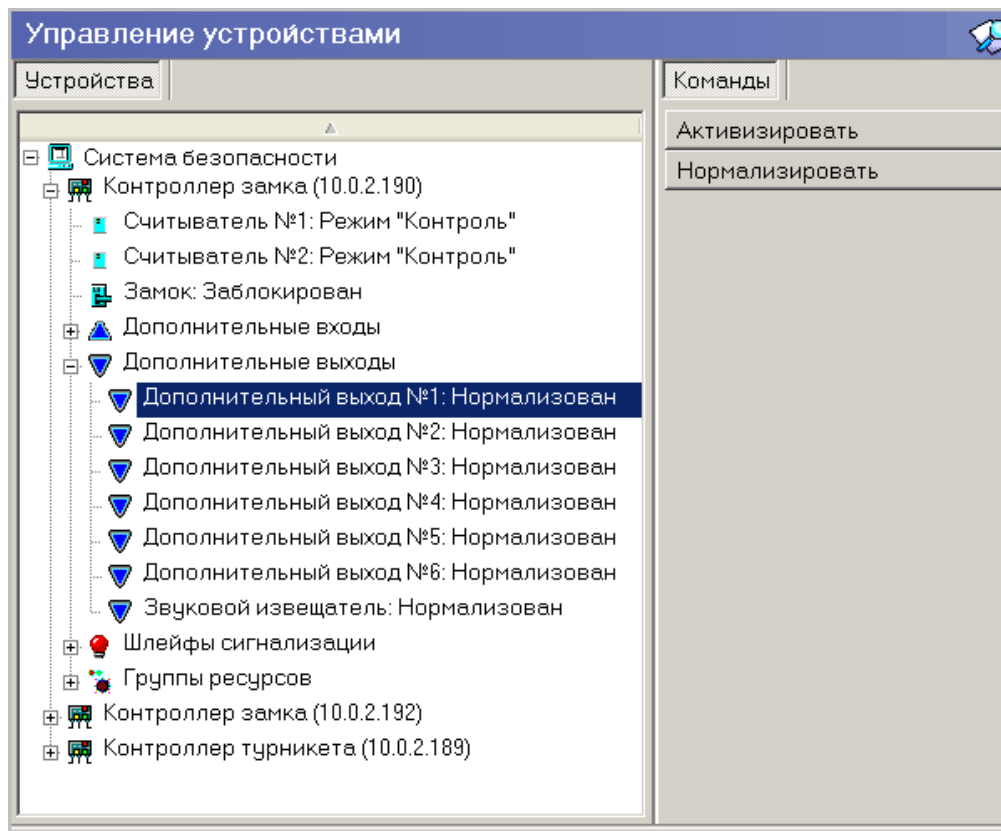 Управление устройствами
Устройства
Команды
Активизировать
Нормализировать
Система безопасности
Контроллер замка (10.0.2.190)
Считыватель №1: Режим "Контроль"
Считыватель №2: Режим "Контроль"
Замок: Заблокирован
Дополнительные входы
Дополнительные выходы
Дополнительный выход №1: Нормализован
Дополнительный выход №2: Нормализован
Дополнительный выход №3: Нормализован
Дополнительный выход №4: Нормализован
Дополнительный выход №5: Нормализован
Дополнительный выход №6: Нормализован
Звуковой извещатель: Нормализован
Шлейфы сигнализации
Группы ресурсов
Контроллер замка (10.0.2.192)
Контроллер турникета (10.0.2.189)